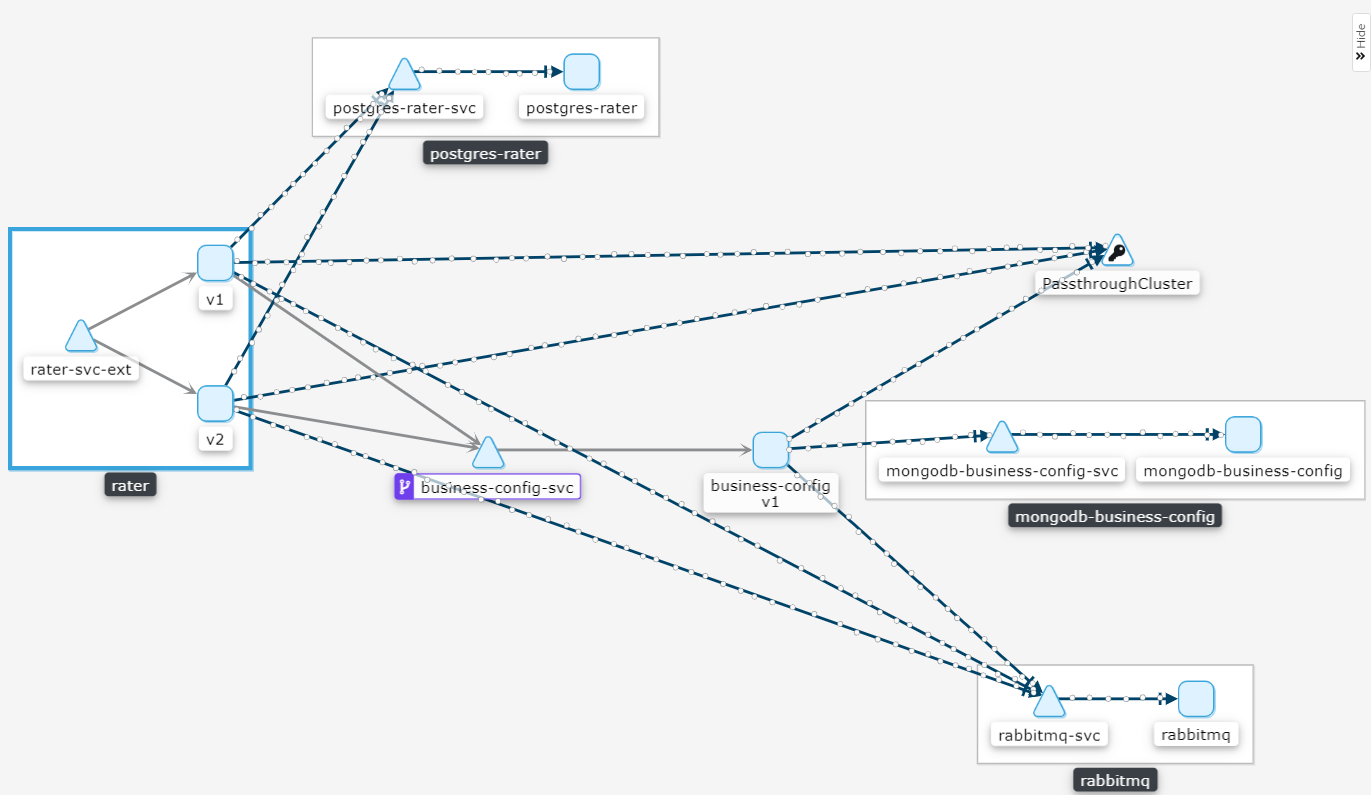 Hide
postgres-rater-svc
postgres-rater
postgres-rater
v1
rater-svc-ext
v2
rater
PassthroughCluster
business-config-svc
business-config
v1
mongodb-business-config-svc
mongodb-business-config
mongodb-business-config
rabbitmq-svc
rabbitmq
rabbitmq